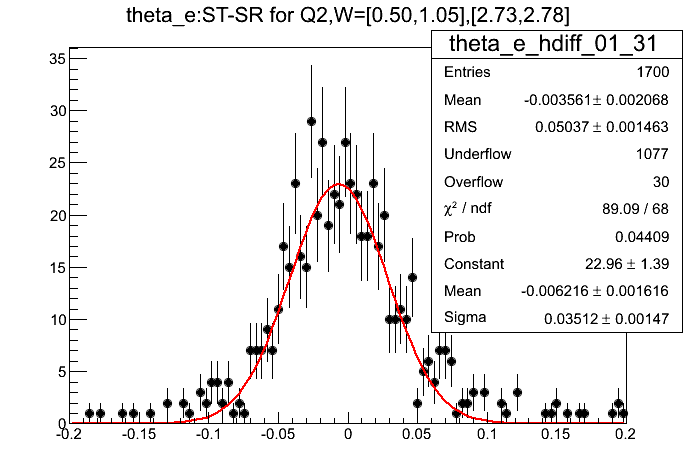 theta_e:ST-SR for Q2,W=[0.50,1.05],[2.73,2.78]
theta_e_hdiff_01_31
Entries 1700
Mean -0.003561 ± 0.002068
RMS 0.05037 ± 0.001463
Underflow 1077
Overflow 30
χ² / ndf 89.09 / 68
Prob 0.04409
Constant 22.96 ± 1.39
Mean -0.006216 ± 0.001616
Sigma 0.03512 ± 0.00147
35
30
25
20
15
10
5
0
-0.2 -0.15 -0.1 -0.05 0 0.05 0.1 0.15 0.2